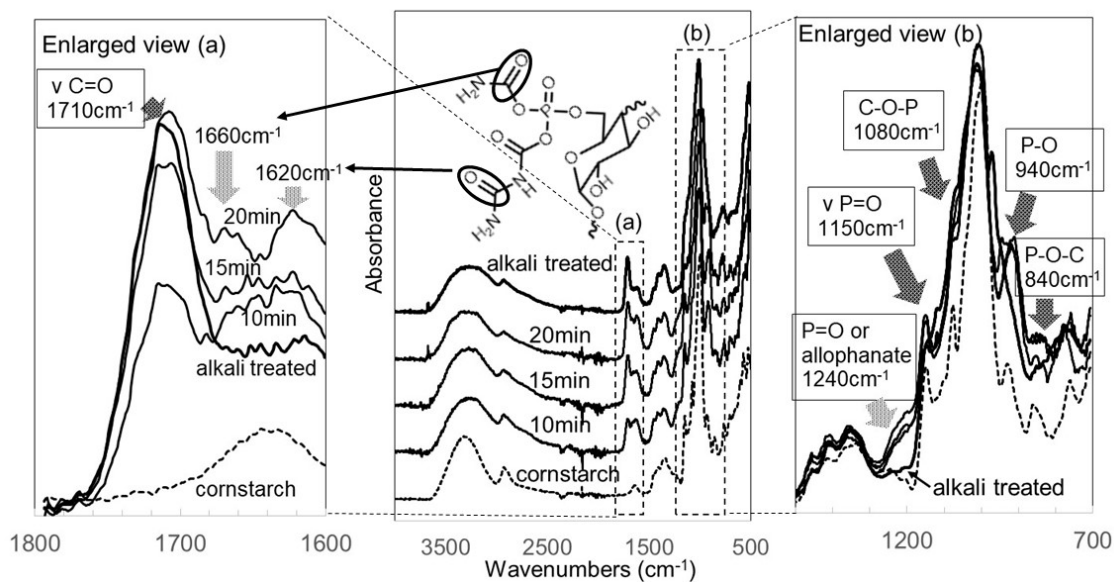 Enlarged view (a)
ν C=O
1710cm-1
1660cm-1
1620cm-1
20min
15min
10min
alkali treated
cornstarch
1800
1700
1600
Absorbance
O
H2N
O
O
P
O
O
O
O
OH
O
N
H
O
H2N
OH
O
(a)
(b)
alkali treated
20min
15min
10min
cornstarch
3500
2500
1500
500
Wavenumbers (cm-1)
Enlarged view (b)
C-O-P
1080cm-1
P-O
940cm-1
ν P=O
1150cm-1
P-O-C
840cm-1
P=O or
allophanate
1240cm-1
alkali treated
1200
700